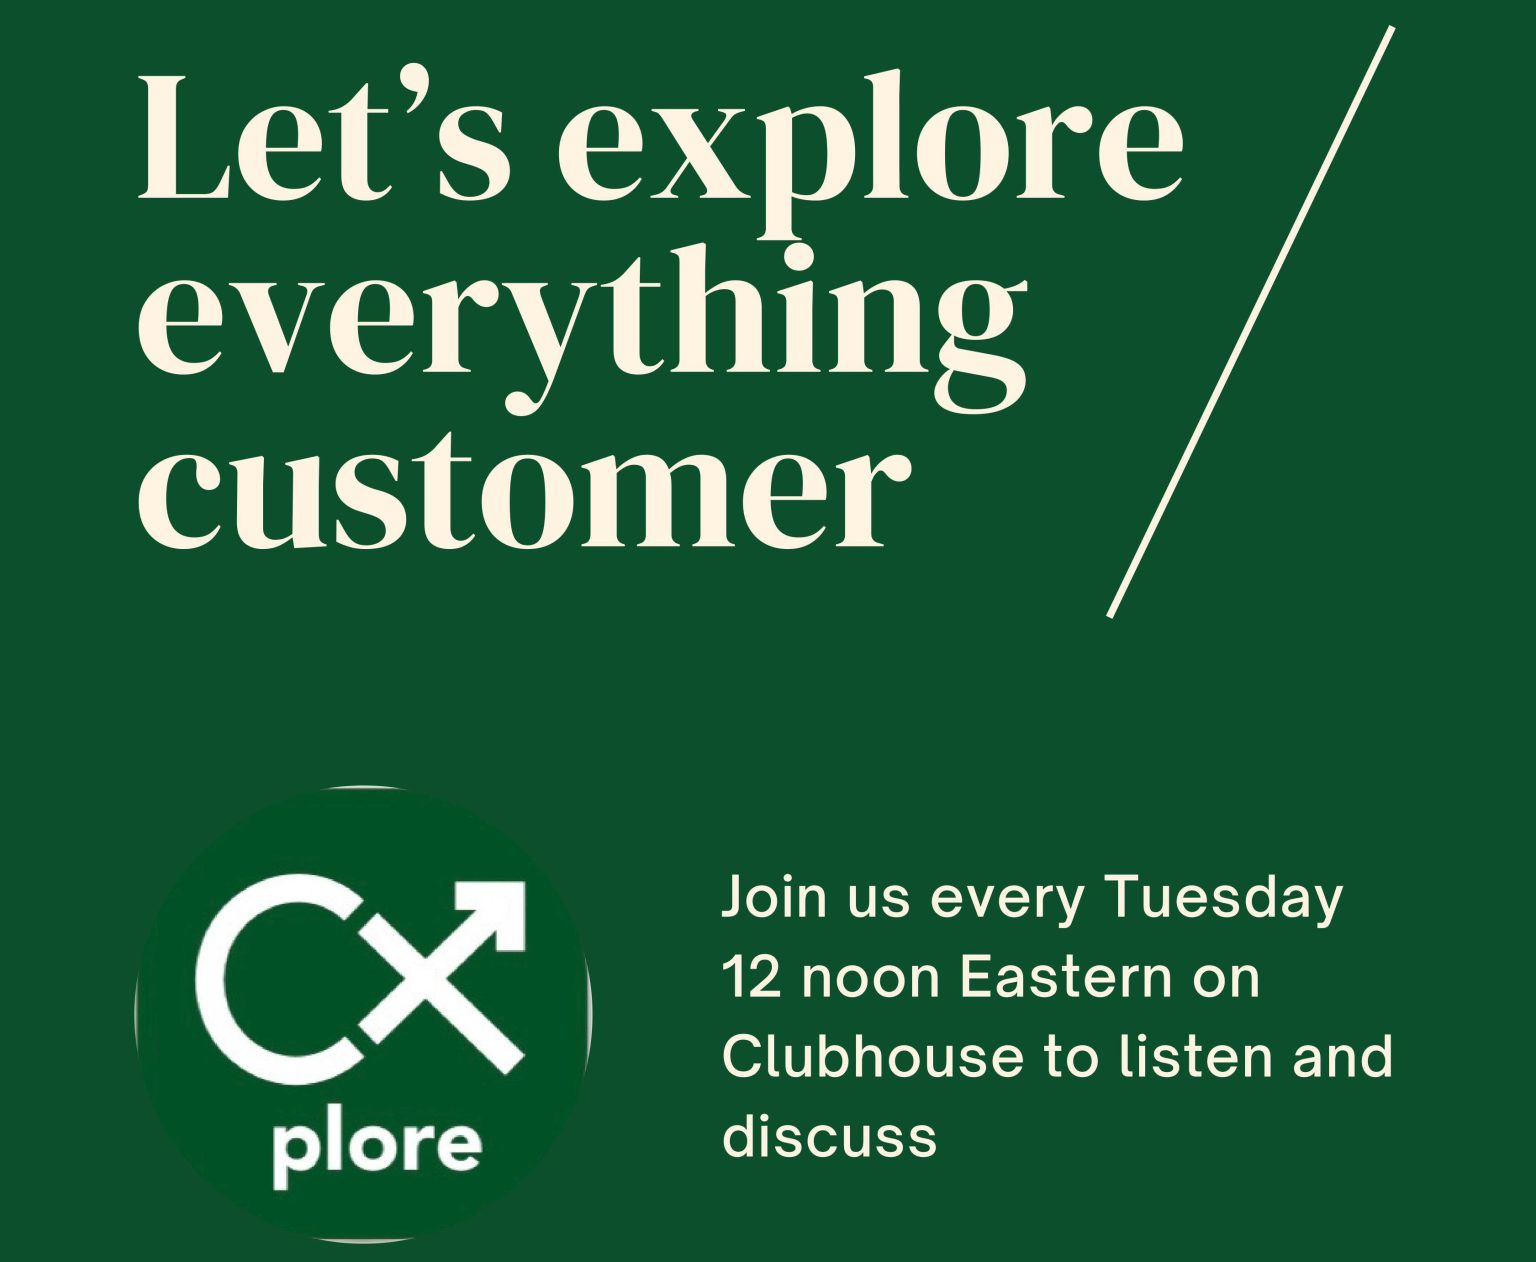 Let’s explore
everything
customer
CX
plore
Join us every Tuesday
12 noon Eastern on
Clubhouse to listen and
discuss